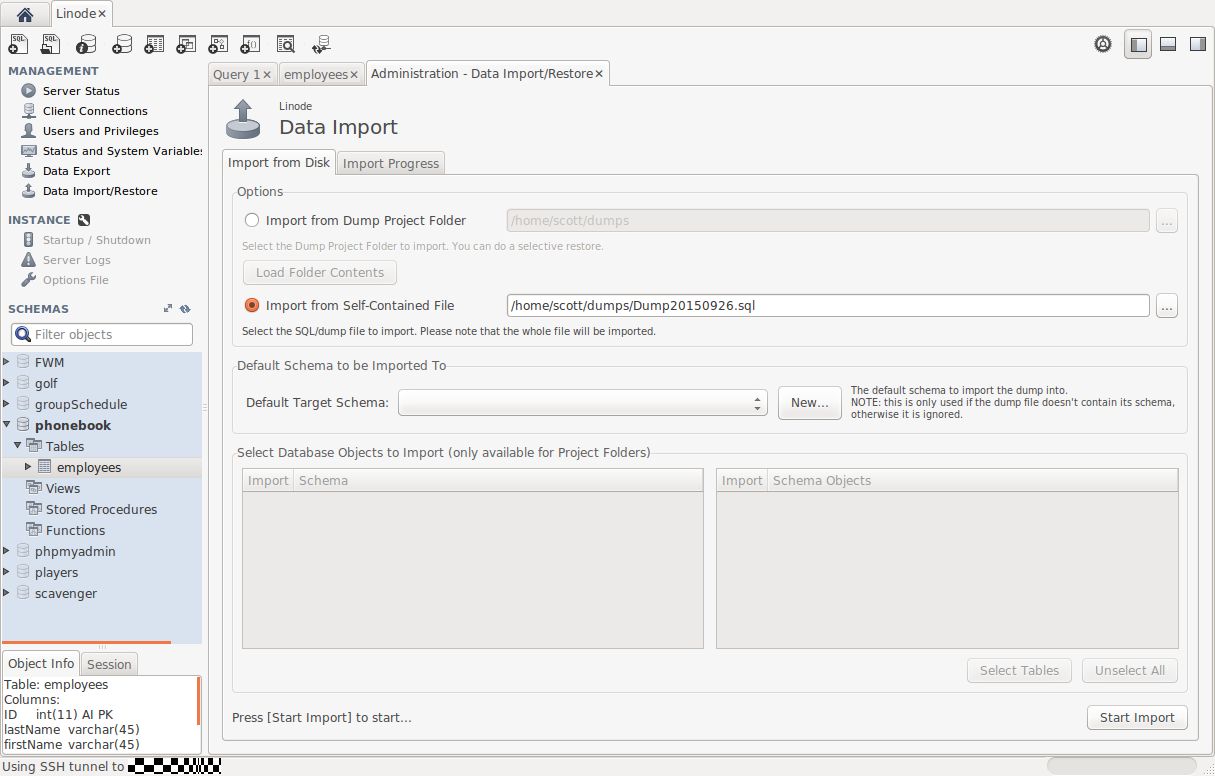 Linode×
SQL
SQL
MANAGEMENT
Server Status
Client Connections
Users and Privileges
Status and System Variables
Data Export
Data Import/Restore
INSTANCE
Startup / Shutdown
Server Logs
Options File
SCHEMAS
Filter objects
FWM
golf
groupSchedule
phonebook
Tables
employees
Views
Stored Procedures
Functions
phpmyadmin
players
scavenger
Object Info Session
Table: employees
Columns:
ID int(11) AI PK
lastName varchar(45)
firstName varchar(45)
Query 1× employees× Administration - Data Import/Restore×
Linode
Data Import
Import from Disk Import Progress
Options
Import from Dump Project Folder /home/scott/dumps ...
Select the Dump Project Folder to import. You can do a selective restore.
Load Folder Contents
Import from Self-Contained File /home/scott/dumps/Dump20150926.sql ...
Select the SQL/dump file to import. Please note that the whole file will be imported.
Default Schema to be Imported To
Default Target Schema: New...
The default schema to import the dump into.
NOTE: this is only used if the dump file doesn't contain its schema,
otherwise it is ignored.
Select Database Objects to Import (only available for Project Folders)
Import Schema Import Schema Objects
Select Tables Unselect All
Press [Start Import] to start... Start Import
Using SSH tunnel to